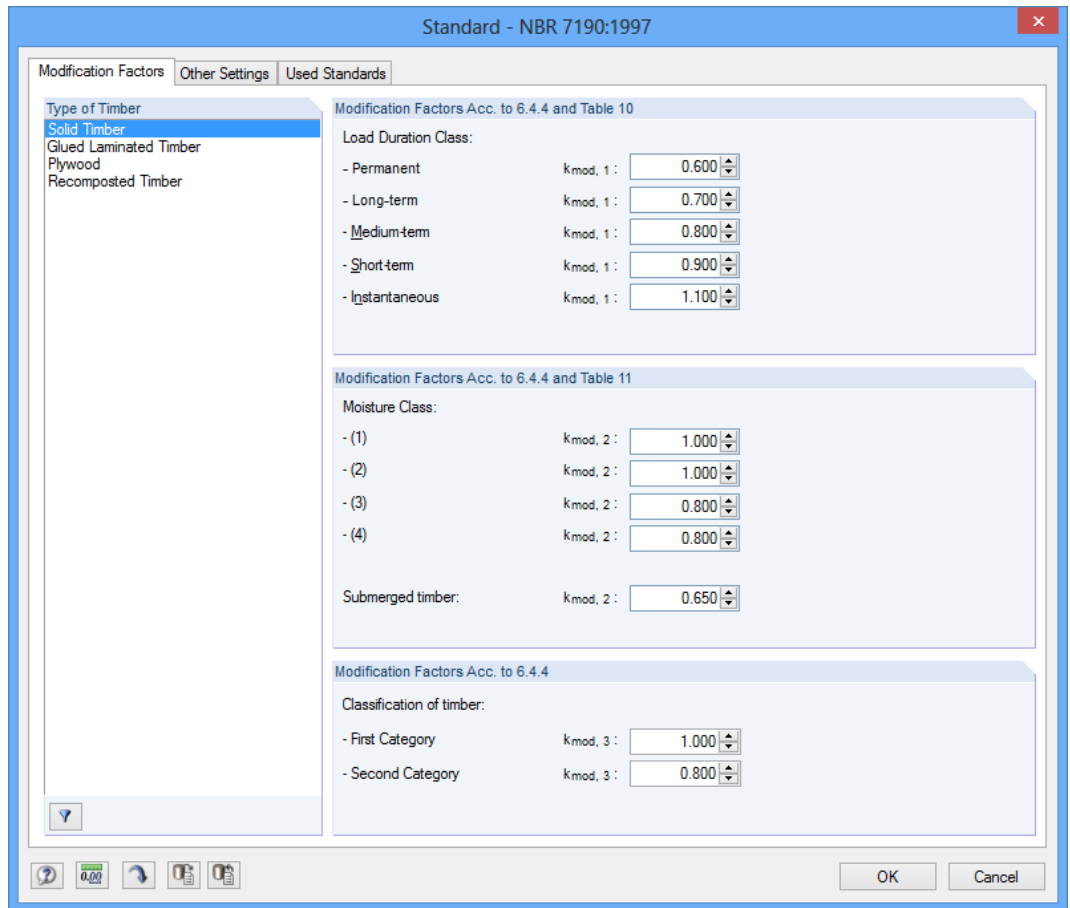 Standard - NBR 7190:1997
Modification Factors Other Settings Used Standards
Type of Timber
Solid Timber
Glued Laminated Timber
Plywood
Recomposted Timber
Modification Factors Acc. to 6.4.4 and Table 10
Load Duration Class:
- Permanent kmod, 1 : 0.600
- Long-term kmod, 1 : 0.700
- Medium-term kmod, 1 : 0.800
- Short-term kmod, 1 : 0.900
- Instantaneous kmod, 1 : 1.100
Modification Factors Acc. to 6.4.4 and Table 11
Moisture Class:
- (1) kmod, 2 : 1.000
- (2) kmod, 2 : 1.000
- (3) kmod, 2 : 0.800
- (4) kmod, 2 : 0.800
Submerged timber: kmod, 2 : 0.650
Modification Factors Acc. to 6.4.4
Classification of timber:
- First Category kmod, 3 : 1.000
- Second Category kmod, 3 : 0.800
0.00
OK Cancel